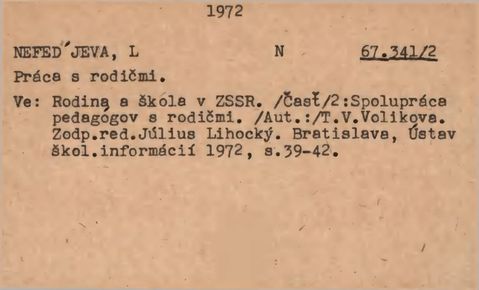 1972
NEFEĎJEVA, L N 67.341/2
Práca s rodičmi.
Ve: Rodina a škola v ZSSR. /Časť/2:Spolupráca
pedagógov s rodičmi. /Aut.:/T.V.Volikova.
Zodp.red.Július Lihocký. Bratislava, Ústav
škol.informácií 1972, s.39-42.